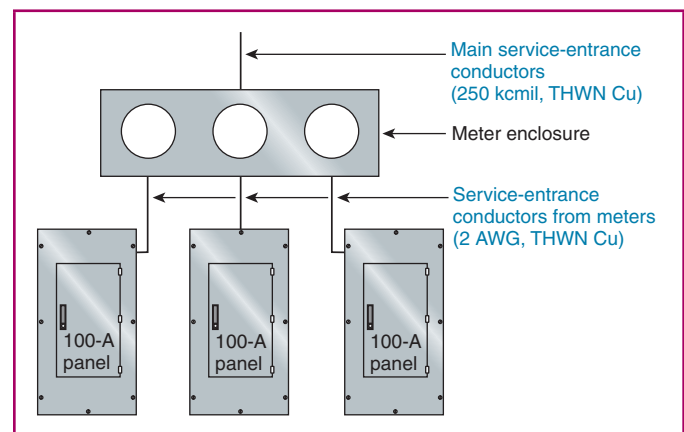 Main service-entrance
conductors
(250 kcmil, THWN Cu)
Meter enclosure
Service-entrance
conductors from meters
(2 AWG, THWN Cu)
100-A
panel
100-A
panel
100-A
panel